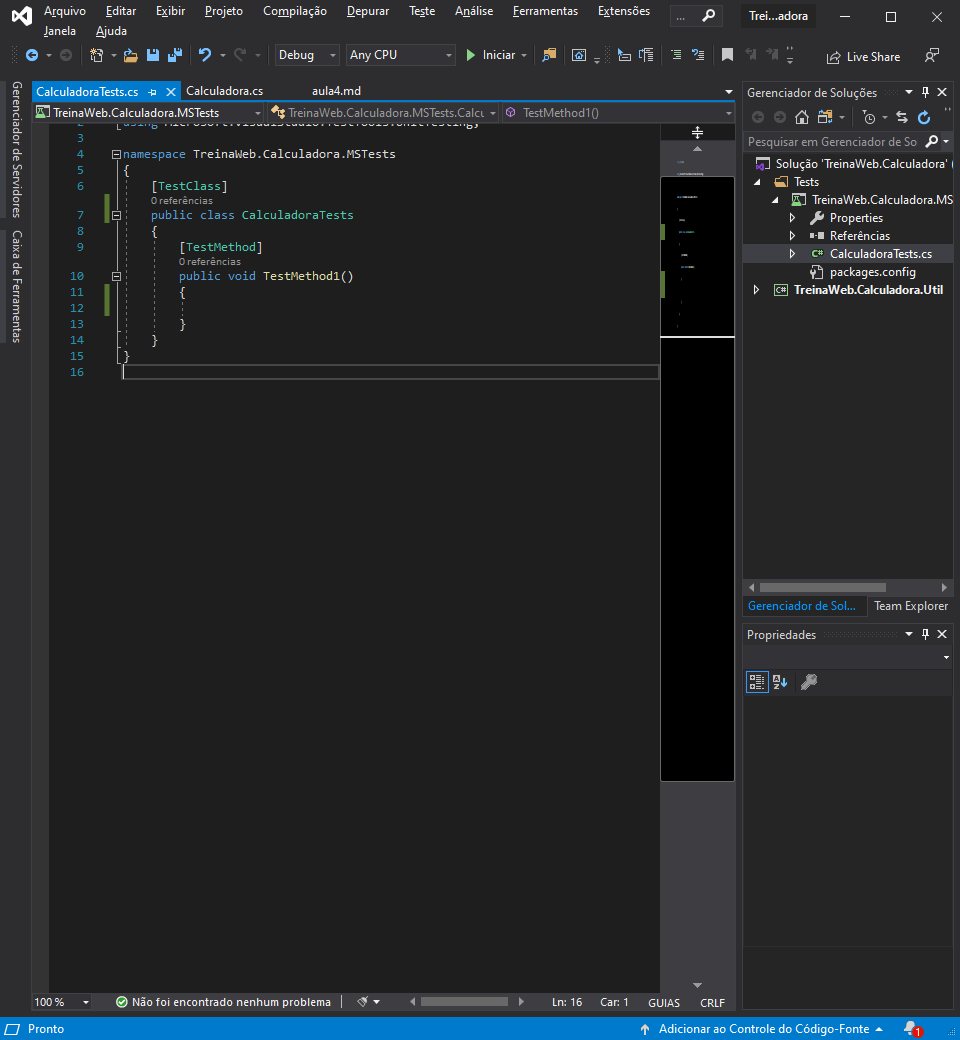 Arquivo Editar Exibir Projeto Compilação Depurar Teste Análise Ferramentas Extensões ... Trei...adora
Janela Ajuda
Debug Any CPU Iniciar Live Share
Gerenciador de Servidores
Caixa de Ferramentas
CalculadoraTests.cs Calculadora.cs aula4.md
TreinaWeb.Calculadora.MSTests TreinaWeb.Calculadora.MSTests.Calcu TestMethod1()
2 using Microsoft.VisualStudio.TestTools.UnitTesting;
3
4 namespace TreinaWeb.Calculadora.MSTests
5 {
6 [TestClass]
0 referências
7 public class CalculadoraTests
8 {
9 [TestMethod]
0 referências
10 public void TestMethod1()
11 {
12
13 }
14 }
15 }
16
100 % Não foi encontrado nenhum problema Ln: 16 Car: 1 GUIAS CRLF
Gerenciador de Soluções
Pesquisar em Gerenciador de So
Solução 'TreinaWeb.Calculadora' (
Tests
TreinaWeb.Calculadora.MS
Properties
Referências
C# CalculadoraTests.cs
packages.config
C# TreinaWeb.Calculadora.Util
Gerenciador de Sol... Team Explorer
Propriedades
Pronto Adicionar ao Controle do Código-Fonte 1